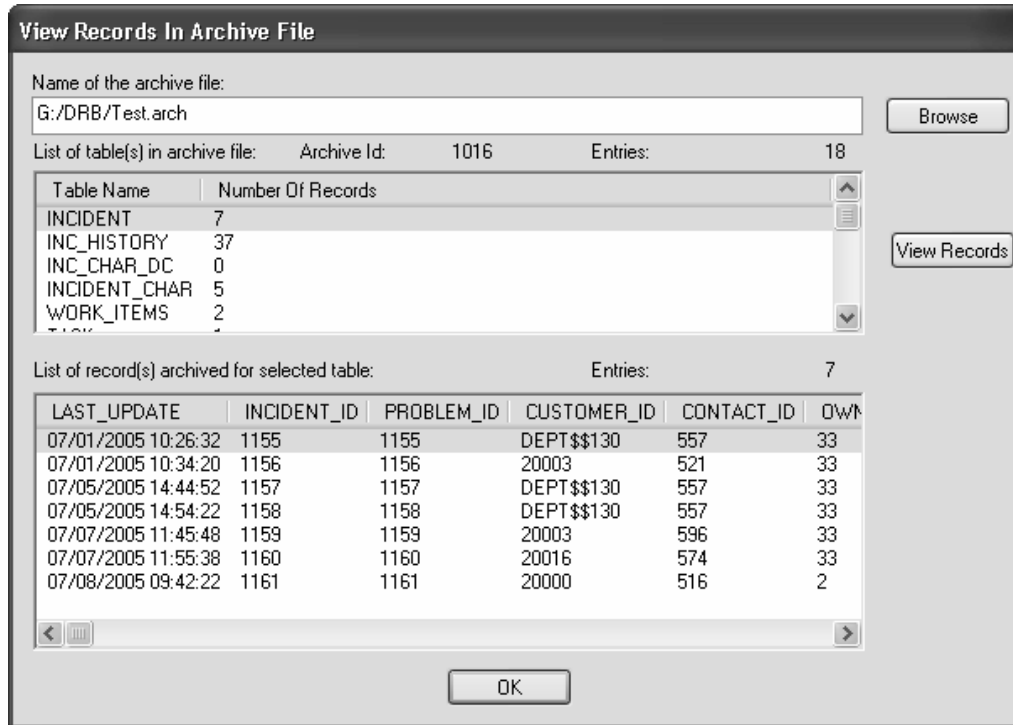 View Records In Archive File
Name of the archive file:
G:/DRB/Test.arch
Browse
List of table(s) in archive file: Archive Id: 1016 Entries: 18
Table Name Number Of Records
INCIDENT 7
INC_HISTORY 37
INC_CHAR_DC 0
INCIDENT_CHAR 5
WORK_ITEMS 2
View Records
List of record(s) archived for selected table: Entries: 7
LAST_UPDATE INCIDENT_ID PROBLEM_ID CUSTOMER_ID CONTACT_ID
07/01/2005 10:26:32 1155 1155 DEPT$$130 557 33
07/01/2005 10:34:20 1156 1156 20003 521 33
07/05/2005 14:44:52 1157 1157 DEPT$$130 557 33
07/05/2005 14:54:22 1158 1158 DEPT$$130 557 33
07/07/2005 11:45:48 1159 1159 20003 596 33
07/07/2005 11:55:38 1160 1160 20016 574 33
07/08/2005 09:42:22 1161 1161 20000 516 2
OK